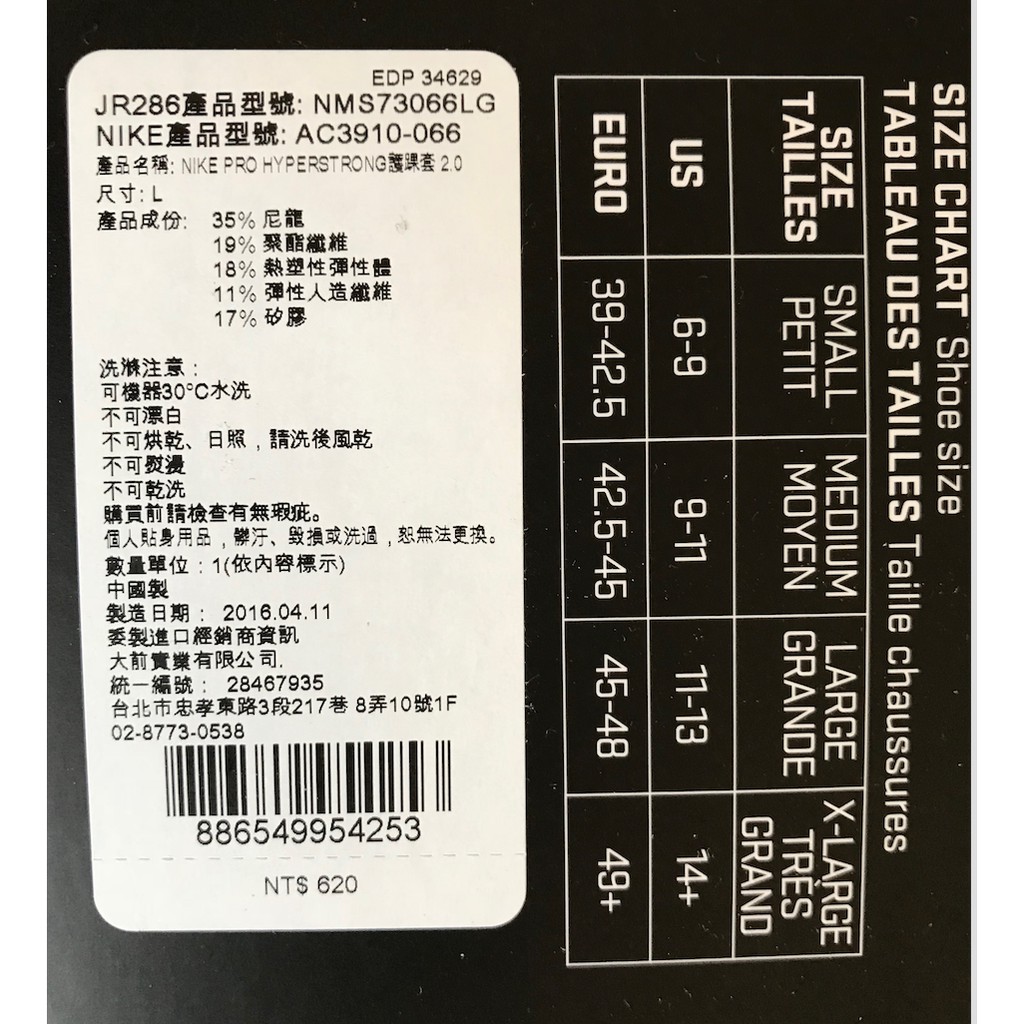 EDP 34629
JR286產品型號: NMS73066LG
NIKE產品型號: AC3910-066
產品名稱: NIKE PRO HYPERSTRONG護踝套 2.0
尺寸: L
產品成份: 35% 尼龍
19% 聚酯纖維
18% 熱塑性彈性體
11% 彈性人造纖維
17% 矽膠
洗滌注意：
可機器30°C水洗
不可漂白
不可烘乾、日照，請洗後風乾
不可熨燙
不可乾洗
購買前請檢查有無瑕疵。
個人貼身用品，髒汙、毀損或洗過，恕無法更換。
數量單位：1(依內容標示)
中國製
製造日期： 2016.04.11
委製進口經銷商資訊
大前實業有限公司.
統一編號： 28467935
台北市忠孝東路3段217巷 8弄10號1F
02-8773-0538
886549954253
NT$ 620
SIZE CHART Shoe size
TABLEAU DES TAILLES Taille chaussures
SIZE TAILLES SMALL PETIT MEDIUM MOYEN LARGE GRANDE X-LARGE TRÈS GRAND
US 6-9 9-11 11-13 14+
EURO 39-42.5 42.5-45 45-48 49+